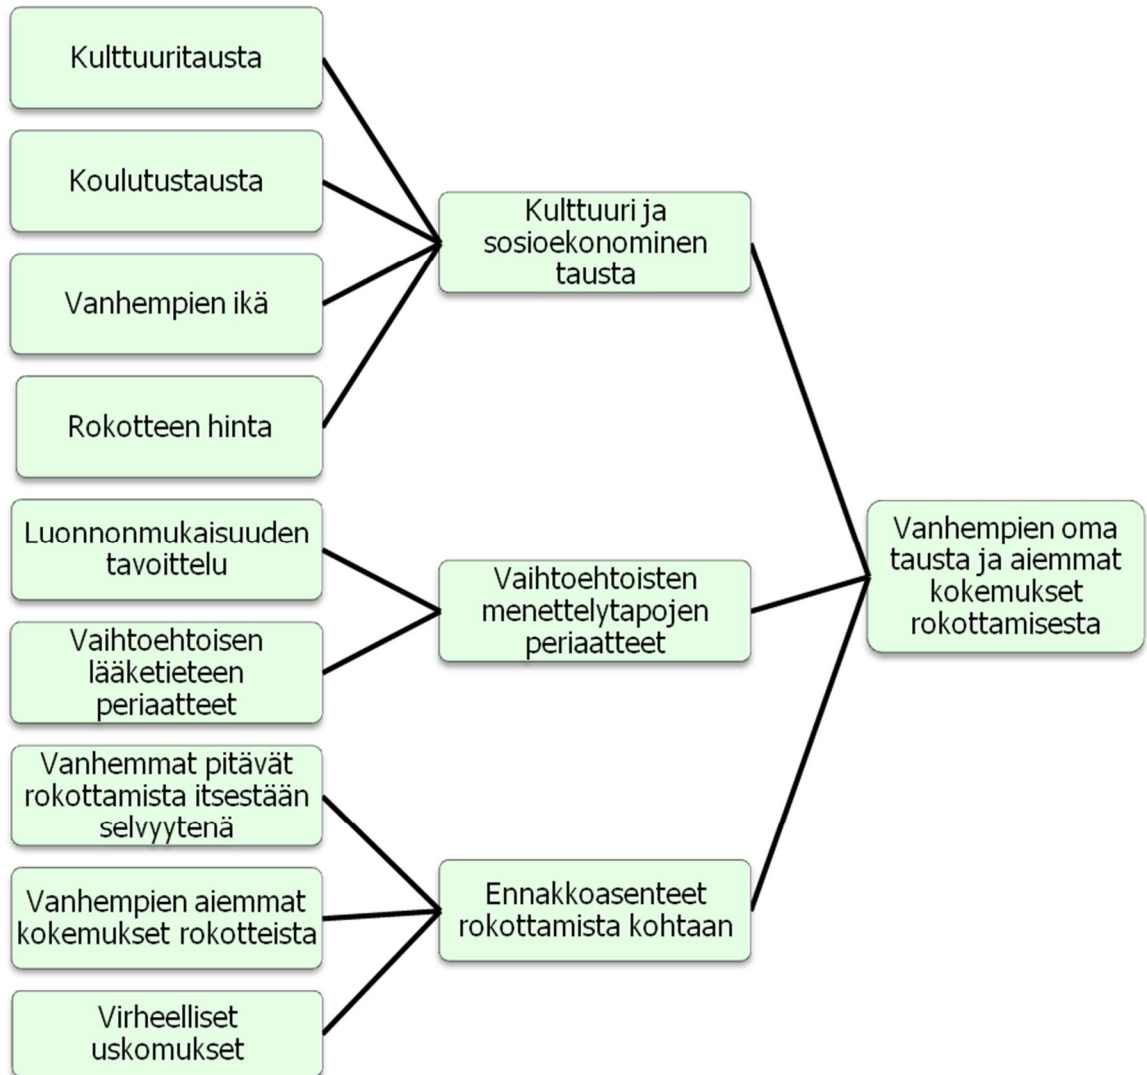 Kulttuuritausta
Koulutustausta
Vanhempien ikä
Rokotteen hinta
Luonnonmukaisuuden
tavoittelu
Vaihtoehtoisen
lääketieteen
periaatteet
Vanhemmat pitävät
rokottamista itsestään
selvyytenä
Vanhempien aiemmat
kokemukset rokotteista
Virheelliset
uskomukset
Kulttuuri ja
sosioekonominen
tausta
Vaihtoehtoisten
menettelytapojen
periaatteet
Ennakkoasenteet
rokottamista kohtaan
Vanhempien oma
tausta ja aiemmat
kokemukset
rokottamisesta